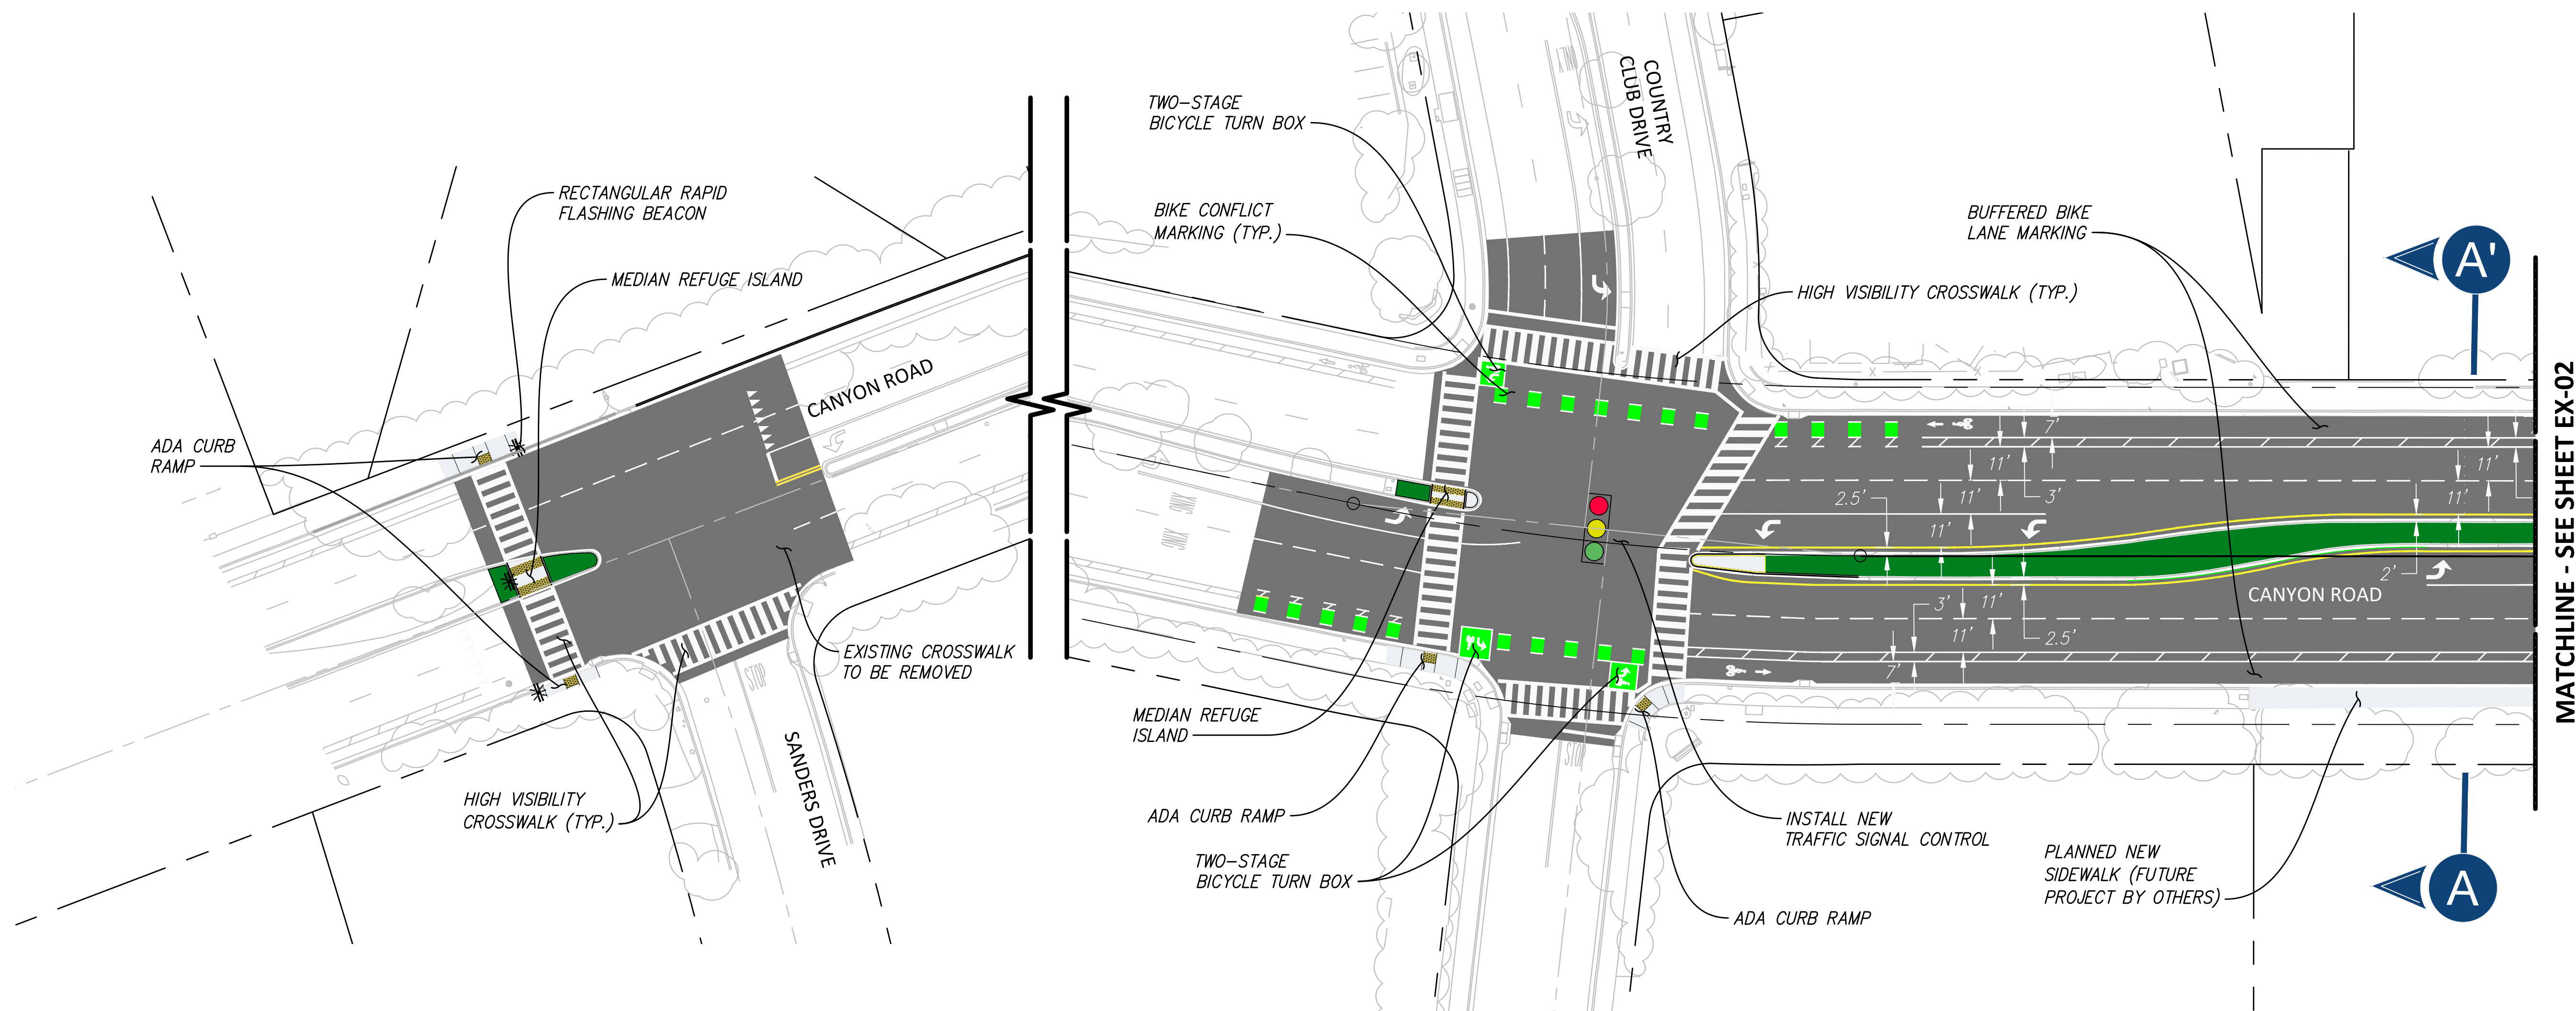 TWO-STAGE
BICYCLE TURN BOX
BIKE CONFLICT
MARKING (TYP.)
COUNTRY
CLUB DRIVE
ONLY
RECTANGULAR RAPID
FLASHING BEACON
MEDIAN REFUGE ISLAND
CANYON ROAD
ADA CURB
RAMP
EXISTING CROSSWALK
TO BE REMOVED
STOP
HIGH VISIBILITY
CROSSWALK (TYP.)
SANDERS DRIVE
BUFFERED BIKE
LANE MARKING
HIGH VISIBILITY CROSSWALK (TYP.)
A'
7'
11'
3'
11'
11'
2.5'
11'
11'
11'
2'
CANYON ROAD
3'
11'
11'
2.5'
7'
MATCHLINE - SEE SHEET EX-02
MEDIAN REFUGE
ISLAND
STOP
ADA CURB RAMP
INSTALL NEW
TRAFFIC SIGNAL CONTROL
TWO-STAGE
BICYCLE TURN BOX
ADA CURB RAMP
PLANNED NEW
SIDEWALK (FUTURE
PROJECT BY OTHERS)
A